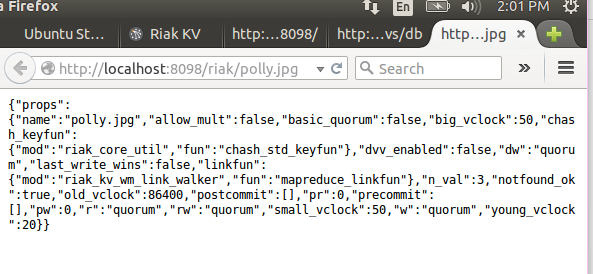 a Firefox
En
2:01 PM
Ubuntu St…
Riak KV
http:…8098/
http:…vs/db
http…jpg
http://localhost:8098/riak/polly.jpg
Search
{"props":
{"name":"polly.jpg","allow_mult":false,"basic_quorum":false,"big_vclock":50,"chas
h_keyfun":
{"mod":"riak_core_util","fun":"chash_std_keyfun"},"dvv_enabled":false,"dw":"quoru
m","last_write_wins":false,"linkfun":
{"mod":"riak_kv_wm_link_walker","fun":"mapreduce_linkfun"},"n_val":3,"notfound_ok
":true,"old_vclock":86400,"postcommit":[],"pr":0,"precommit":
[],"pw":0,"r":"quorum","rw":"quorum","small_vclock":50,"w":"quorum","young_vclock
":20}}